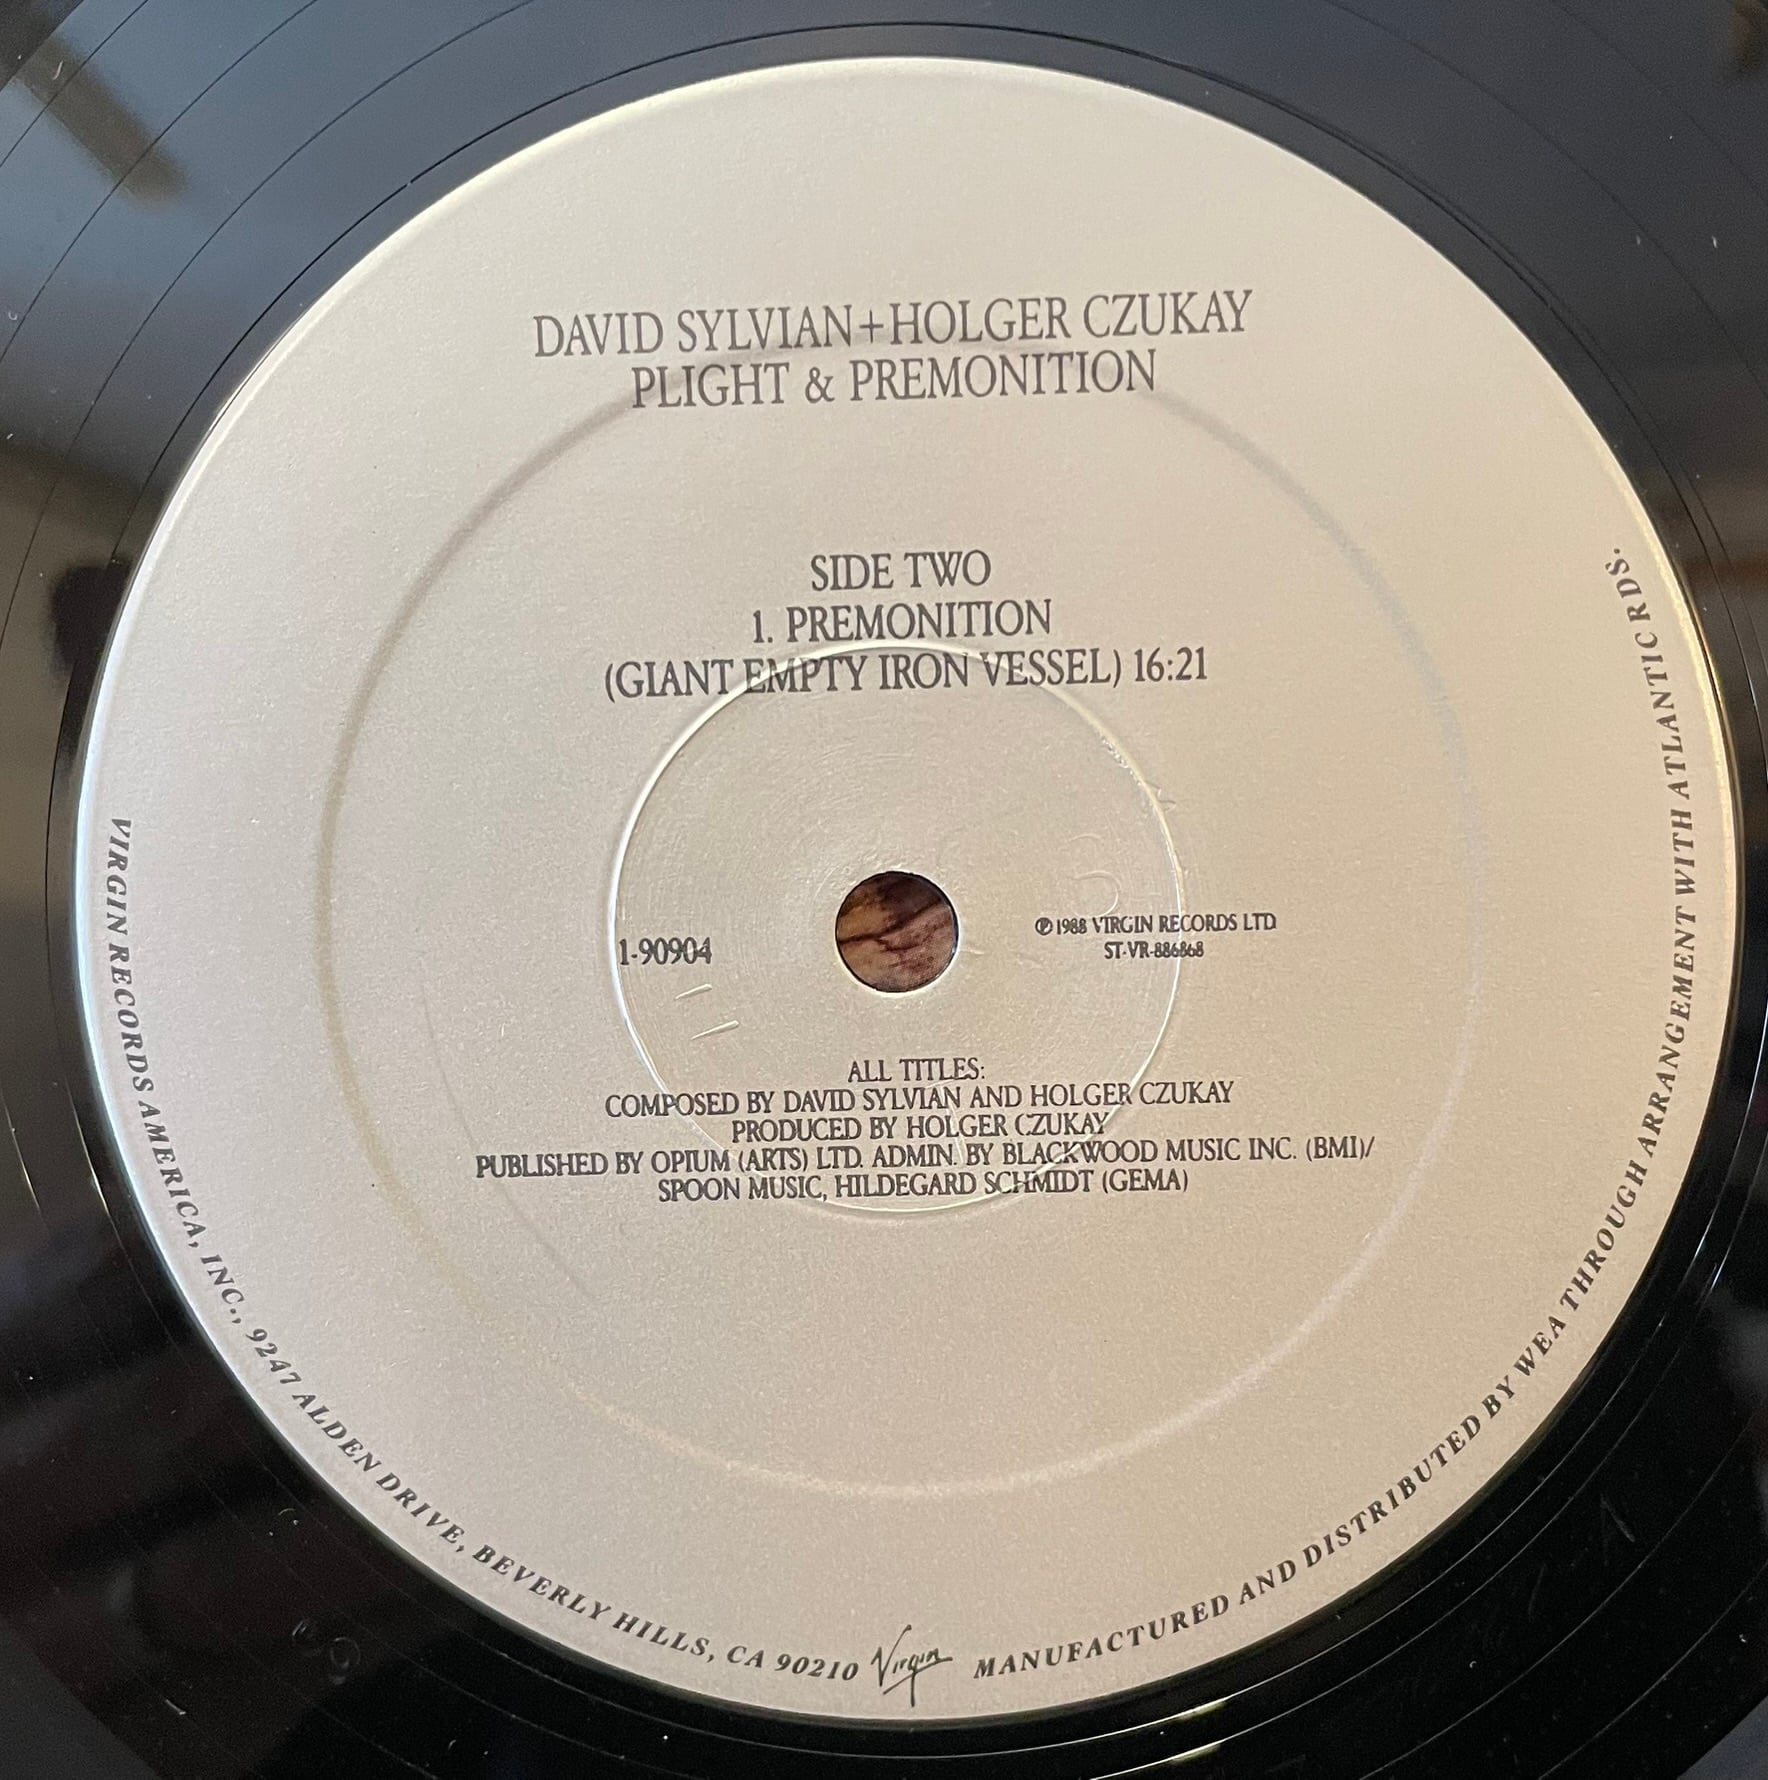 DAVID SYLVIAN+HOLGER CZUKAY
PLIGHT & PREMONITION
SIDE TWO
1. PREMONITION
(GIANT EMPTY IRON VESSEL) 16:21
1-90904
℗ 1988 VIRGIN RECORDS LTD
ST-VR-886868
ALL TITLES:
COMPOSED BY DAVID SYLVIAN AND HOLGER CZUKAY
PRODUCED BY HOLGER CZUKAY
PUBLISHED BY OPIUM (ARTS) LTD. ADMIN. BY BLACKWOOD MUSIC INC. (BMI)/
SPOON MUSIC, HILDEGARD SCHMIDT (GEMA)
VIRGIN RECORDS AMERICA, INC., 9247 ALDEN DRIVE, BEVERLY HILLS, CA 90210 Virgin MANUFACTURED AND DISTRIBUTED BY WEA THROUGH ARRANGEMENT WITH ATLANTIC RDS.